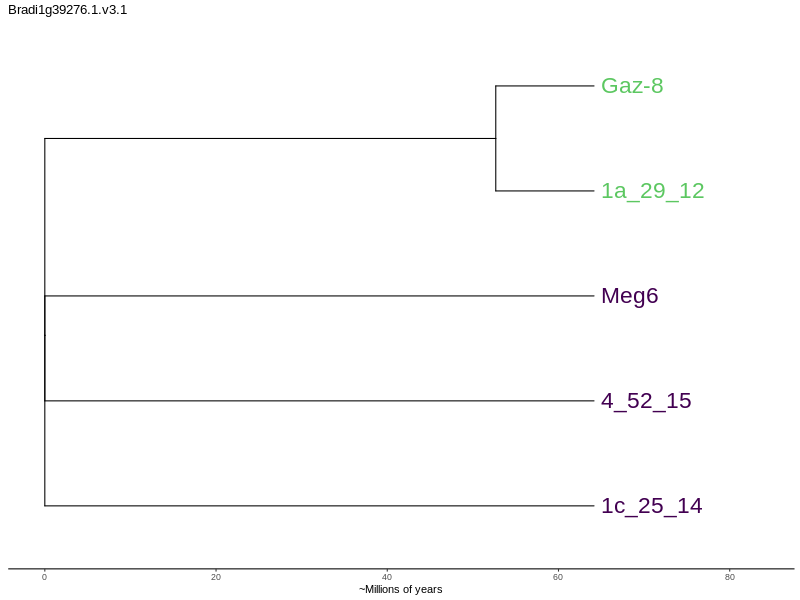 Bradi1g39276.1.v3.1
Gaz-8
1a_29_12
Meg6
4_52_15
1c_25_14
0 20 40 60 80
~Millions of years